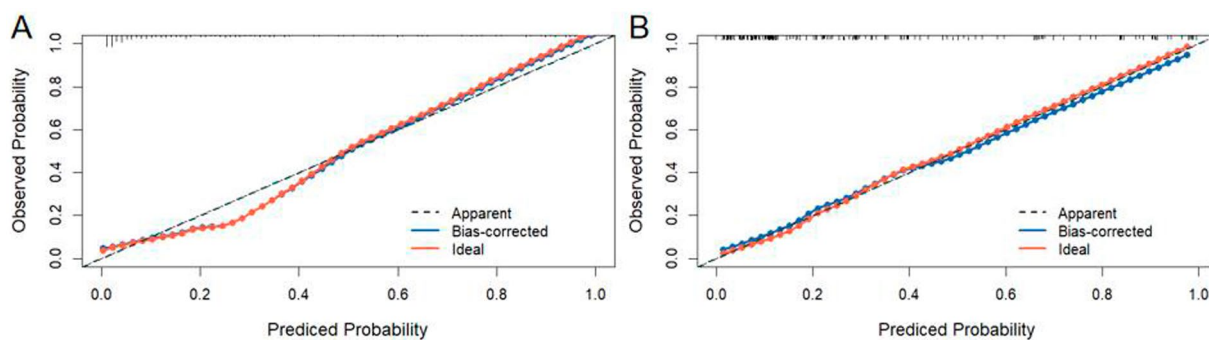 A
Observed Probability
1.0
0.8
0.6
0.4
0.2
0.0
Apparent
Bias-corrected
Ideal
0.0 0.2 0.4 0.6 0.8 1.0
Prediced Probability
B
Observed Probability
1.0
0.8
0.6
0.4
0.2
0.0
Apparent
Bias-corrected
Ideal
0.0 0.2 0.4 0.6 0.8 1.0
Prediced Probability